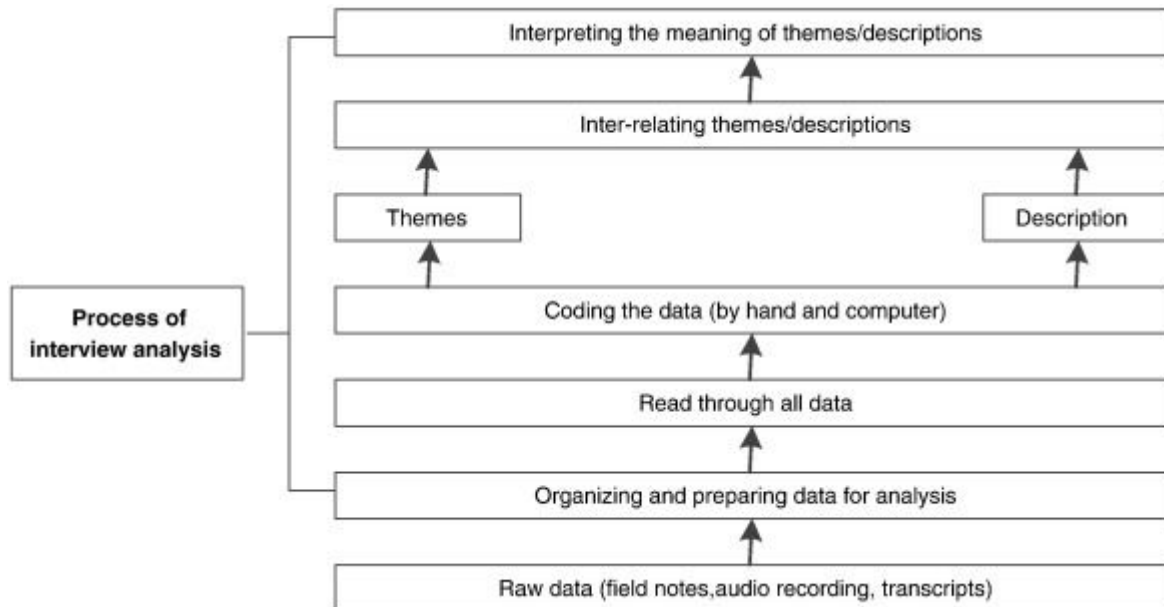 Interpreting the meaning of themes/descriptions
Inter-relating themes/descriptions
Themes
Description
Coding the data (by hand and computer)
Process of
interview analysis
Read through all data
Organizing and preparing data for analysis
Raw data (field notes,audio recording, transcripts)